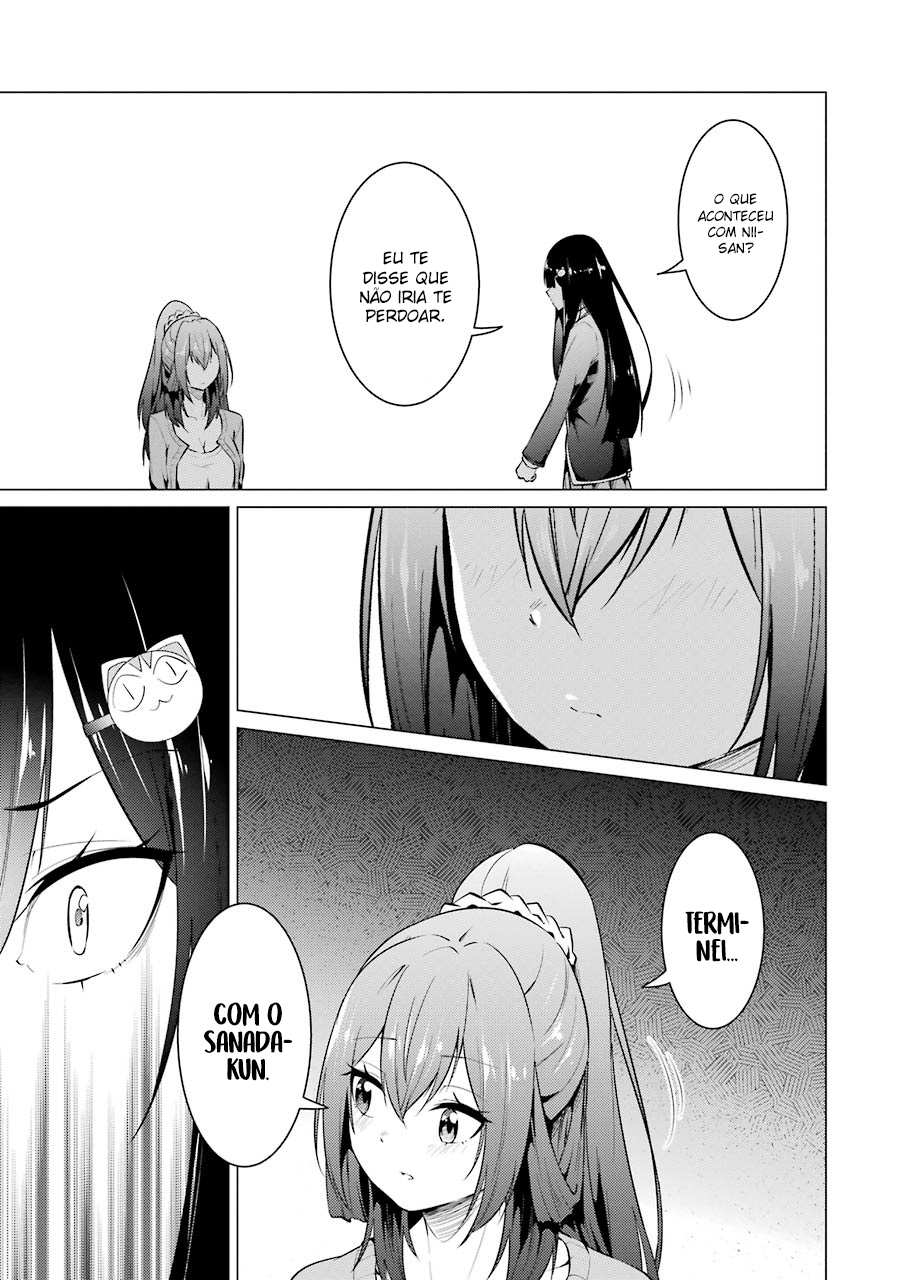 O QUE
ACONTECEU
COM NII-
SAN?
EU TE
DISSE QUE
NÃO IRIA TE
PERDOAR.
TERMI-
NEI...
COM O
SANADA-
KUN.